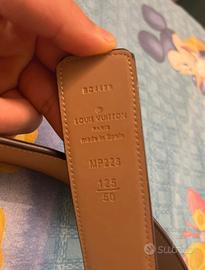 LOUIS VUITTON
PARIS
made in Spain
MP223
125
50
Subito